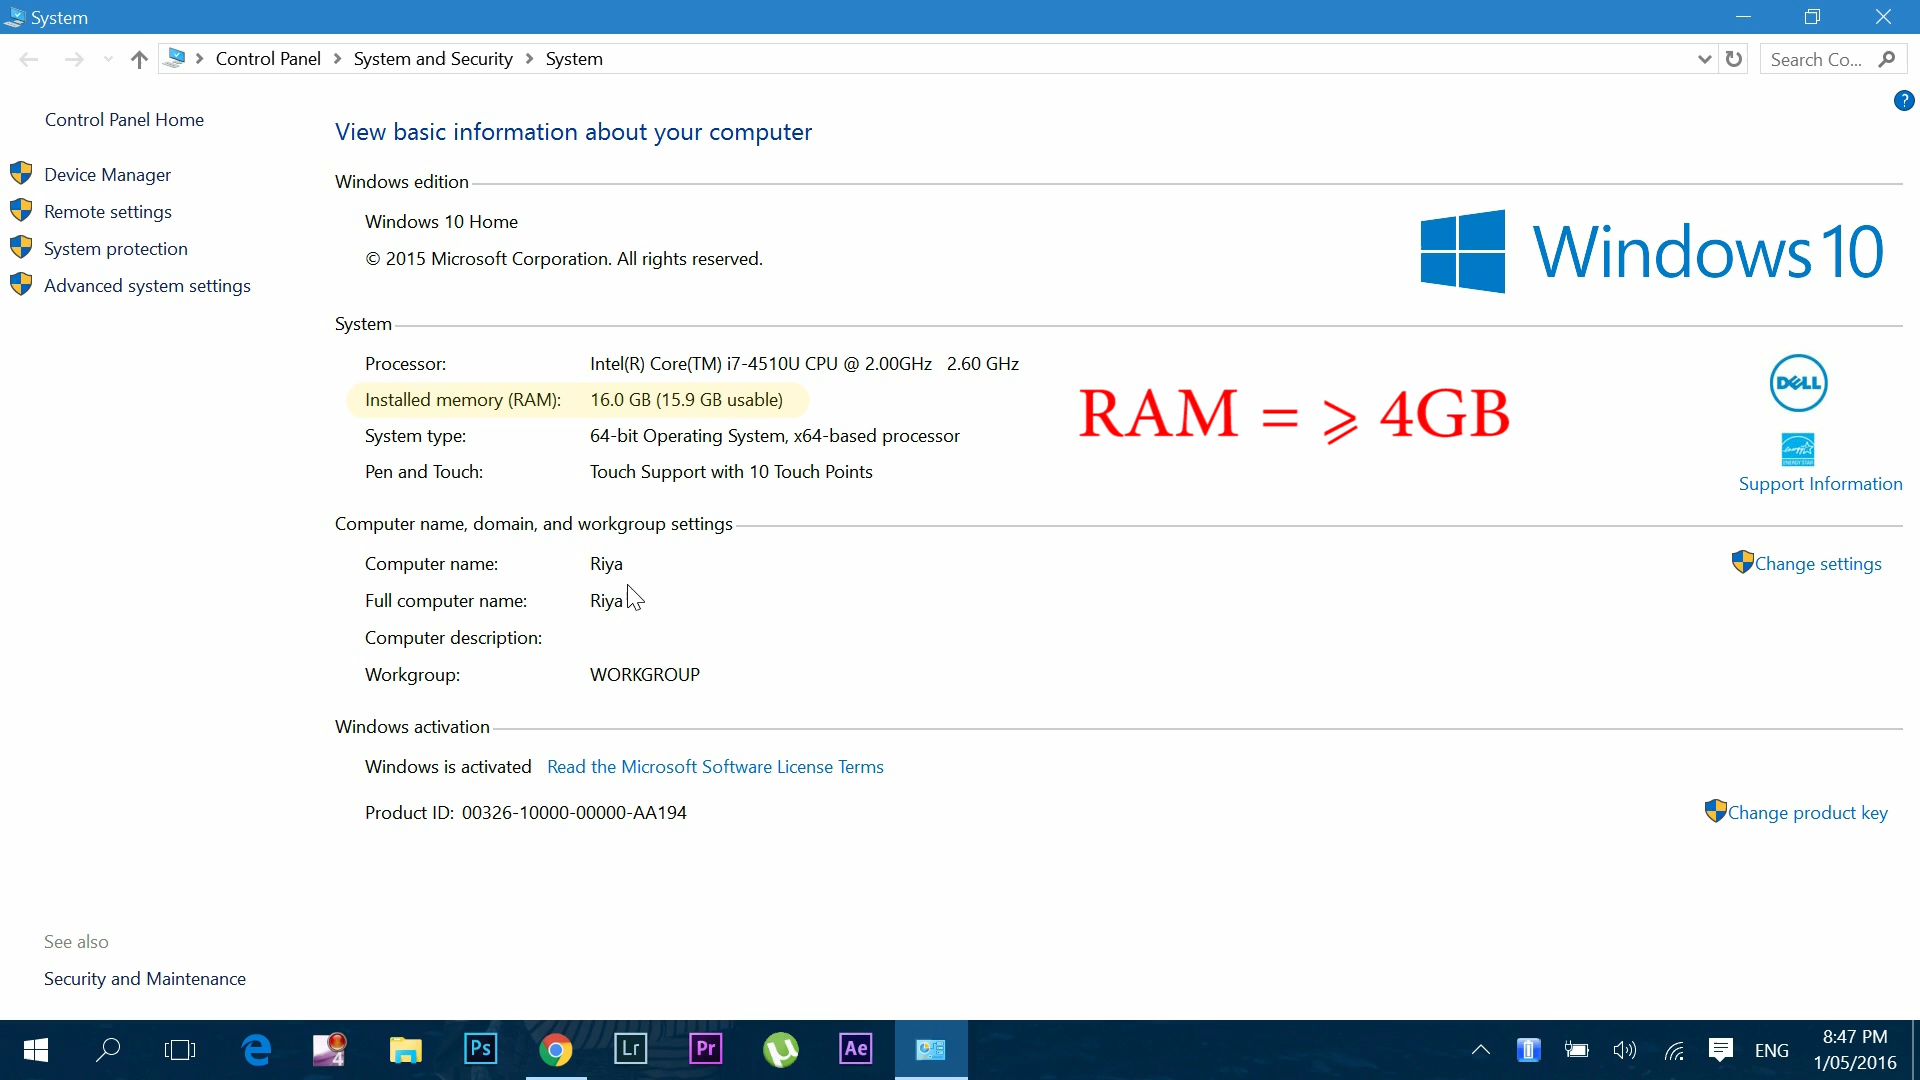 System
Control Panel > System and Security > System
Search Co...
?
Control Panel Home
Device Manager
Remote settings
System protection
Advanced system settings
View basic information about your computer
Windows edition
Windows 10 Home
© 2015 Microsoft Corporation. All rights reserved.
Windows 10
System
Processor: Intel(R) Core(TM) i7-4510U CPU @ 2.00GHz 2.60 GHz
Installed memory (RAM): 16.0 GB (15.9 GB usable)
System type: 64-bit Operating System, x64-based processor
Pen and Touch: Touch Support with 10 Touch Points
RAM = ⩾ 4GB
DELL
ENERGY STAR
Support Information
Computer name, domain, and workgroup settings
Computer name: Riya
Full computer name: Riya
Computer description:
Workgroup: WORKGROUP
Change settings
Windows activation
Windows is activated Read the Microsoft Software License Terms
Product ID: 00326-10000-00000-AA194
Change product key
See also
Security and Maintenance
4
Ps
Lr
Pr
Ae
ENG
8:47 PM
1/05/2016